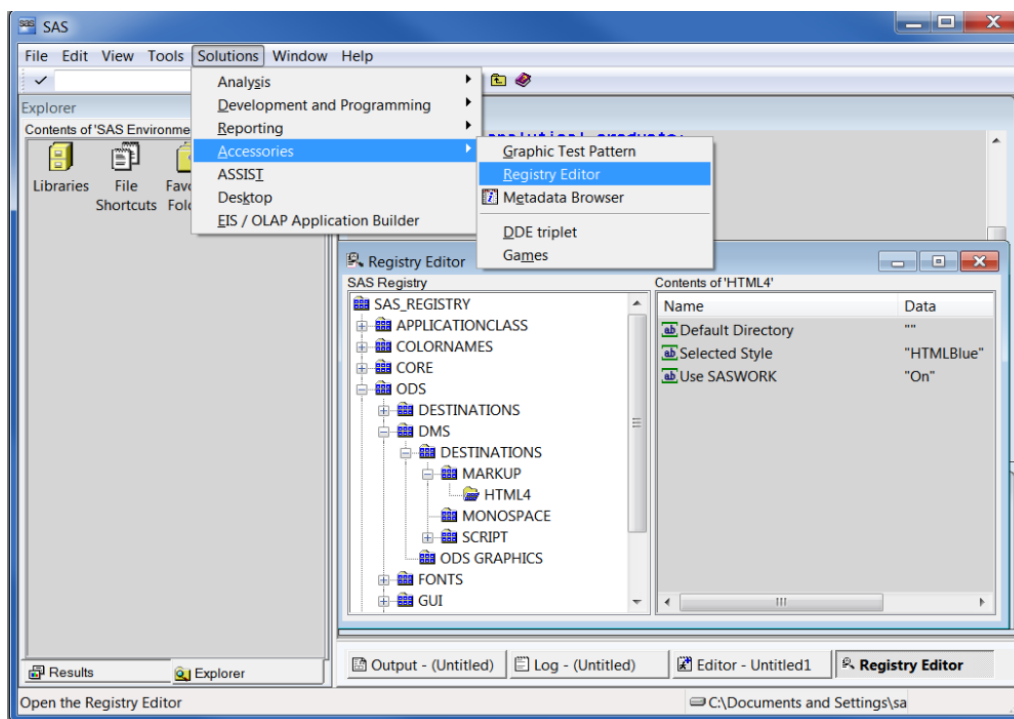 SAS
File Edit View Tools Solutions Window Help
Explorer
Contents of 'SAS Environme
Libraries File Favo
Shortcuts Fol
Analysis
Development and Programming
Reporting
Accessories
ASSIST
Desktop
EIS / OLAP Application Builder
Graphic Test Pattern
Registry Editor
Metadata Browser
DDE triplet
Games
Registry Editor
SAS Registry
SAS_REGISTRY
APPLICATIONCLASS
COLORNAMES
CORE
ODS
DESTINATIONS
DMS
DESTINATIONS
MARKUP
HTML4
MONOSPACE
SCRIPT
ODS GRAPHICS
FONTS
GUI
Contents of 'HTML4'
Name Data
Default Directory ""
Selected Style "HTMLBlue"
Use SASWORK "On"
Results Explorer
Output - (Untitled) Log - (Untitled) Editor - Untitled1 Registry Editor
Open the Registry Editor C:\Documents and Settings\sa